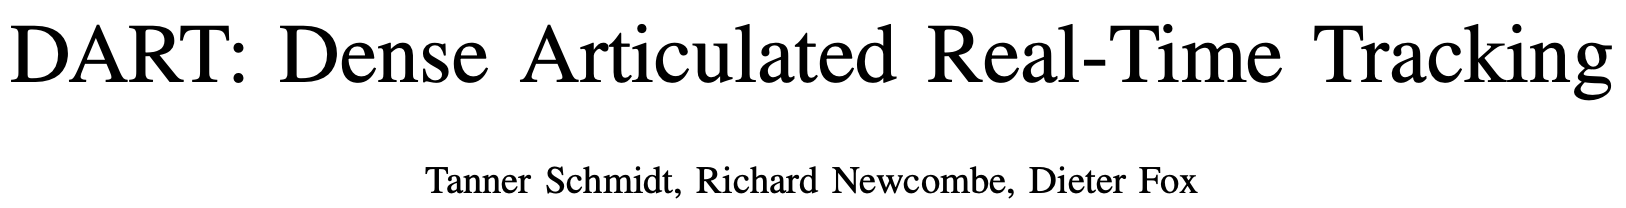 DART: Dense Articulated Real-Time Tracking
Tanner Schmidt, Richard Newcombe, Dieter Fox